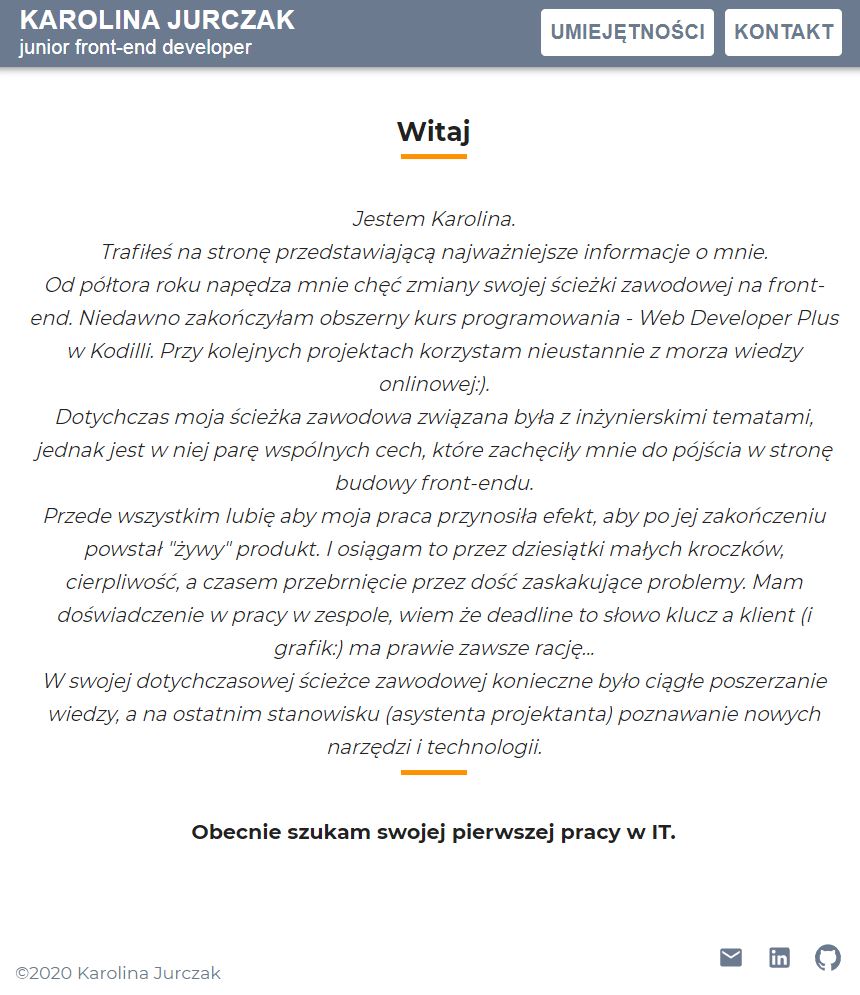 KAROLINA JURCZAK
junior front-end developer
UMIEJĘTNOŚCI
KONTAKT
Witaj
Jestem Karolina.
Trafiłeś na stronę przedstawiającą najważniejsze informacje o mnie.
Od półtora roku napędza mnie chęć zmiany swojej ścieżki zawodowej na front-
end. Niedawno zakończyłam obszerny kurs programowania - Web Developer Plus
w Kodilli. Przy kolejnych projektach korzystam nieustannie z morza wiedzy
onlinowej:).
Dotychczas moja ścieżka zawodowa związana była z inżynierskimi tematami,
jednak jest w niej parę wspólnych cech, które zachęciły mnie do pójścia w stronę
budowy front-endu.
Przede wszystkim lubię aby moja praca przynosiła efekt, aby po jej zakończeniu
powstał "żywy" produkt. I osiągam to przez dziesiątki małych kroczków,
cierpliwość, a czasem przebrnięcie przez dość zaskakujące problemy. Mam
doświadczenie w pracy w zespole, wiem że deadline to słowo klucz a klient (i
grafik:) ma prawie zawsze rację...
W swojej dotychczasowej ścieżce zawodowej konieczne było ciągłe poszerzanie
wiedzy, a na ostatnim stanowisku (asystenta projektanta) poznawanie nowych
narzędzi i technologii.
Obecnie szukam swojej pierwszej pracy w IT.
©2020 Karolina Jurczak